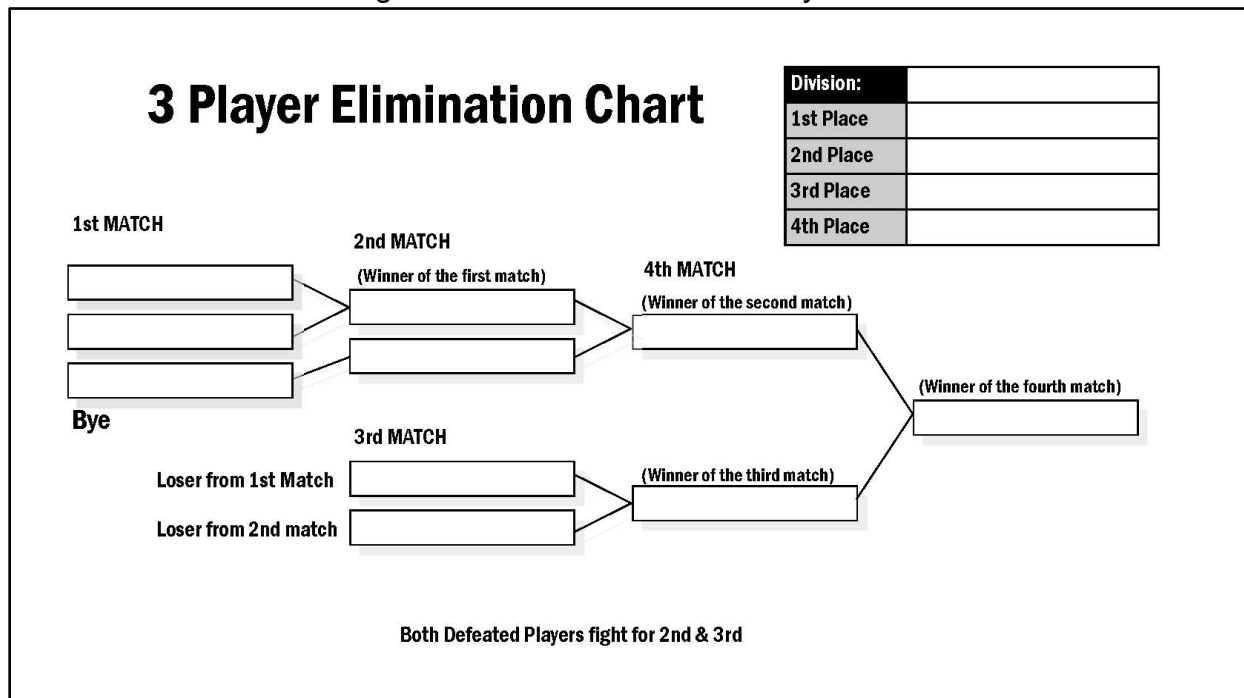 3 Player Elimination Chart
Division:
1st Place
2nd Place
3rd Place
4th Place
1st MATCH
2nd MATCH
(Winner of the first match)
4th MATCH
(Winner of the second match)
Bye
(Winner of the fourth match)
3rd MATCH
Loser from 1st Match
(Winner of the third match)
Loser from 2nd match
Both Defeated Players fight for 2nd & 3rd